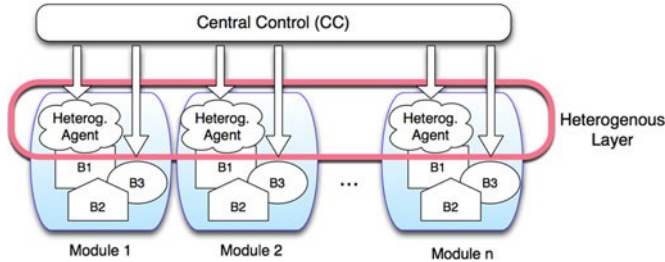 Central Control (CC)
Heterog.
Agent
B1
B3
B2
Heterog.
Agent
B1
B3
B2
...
Heterog.
Agent
B1
B3
B2
Heterogenous
Layer
Module 1
Module 2
Module n